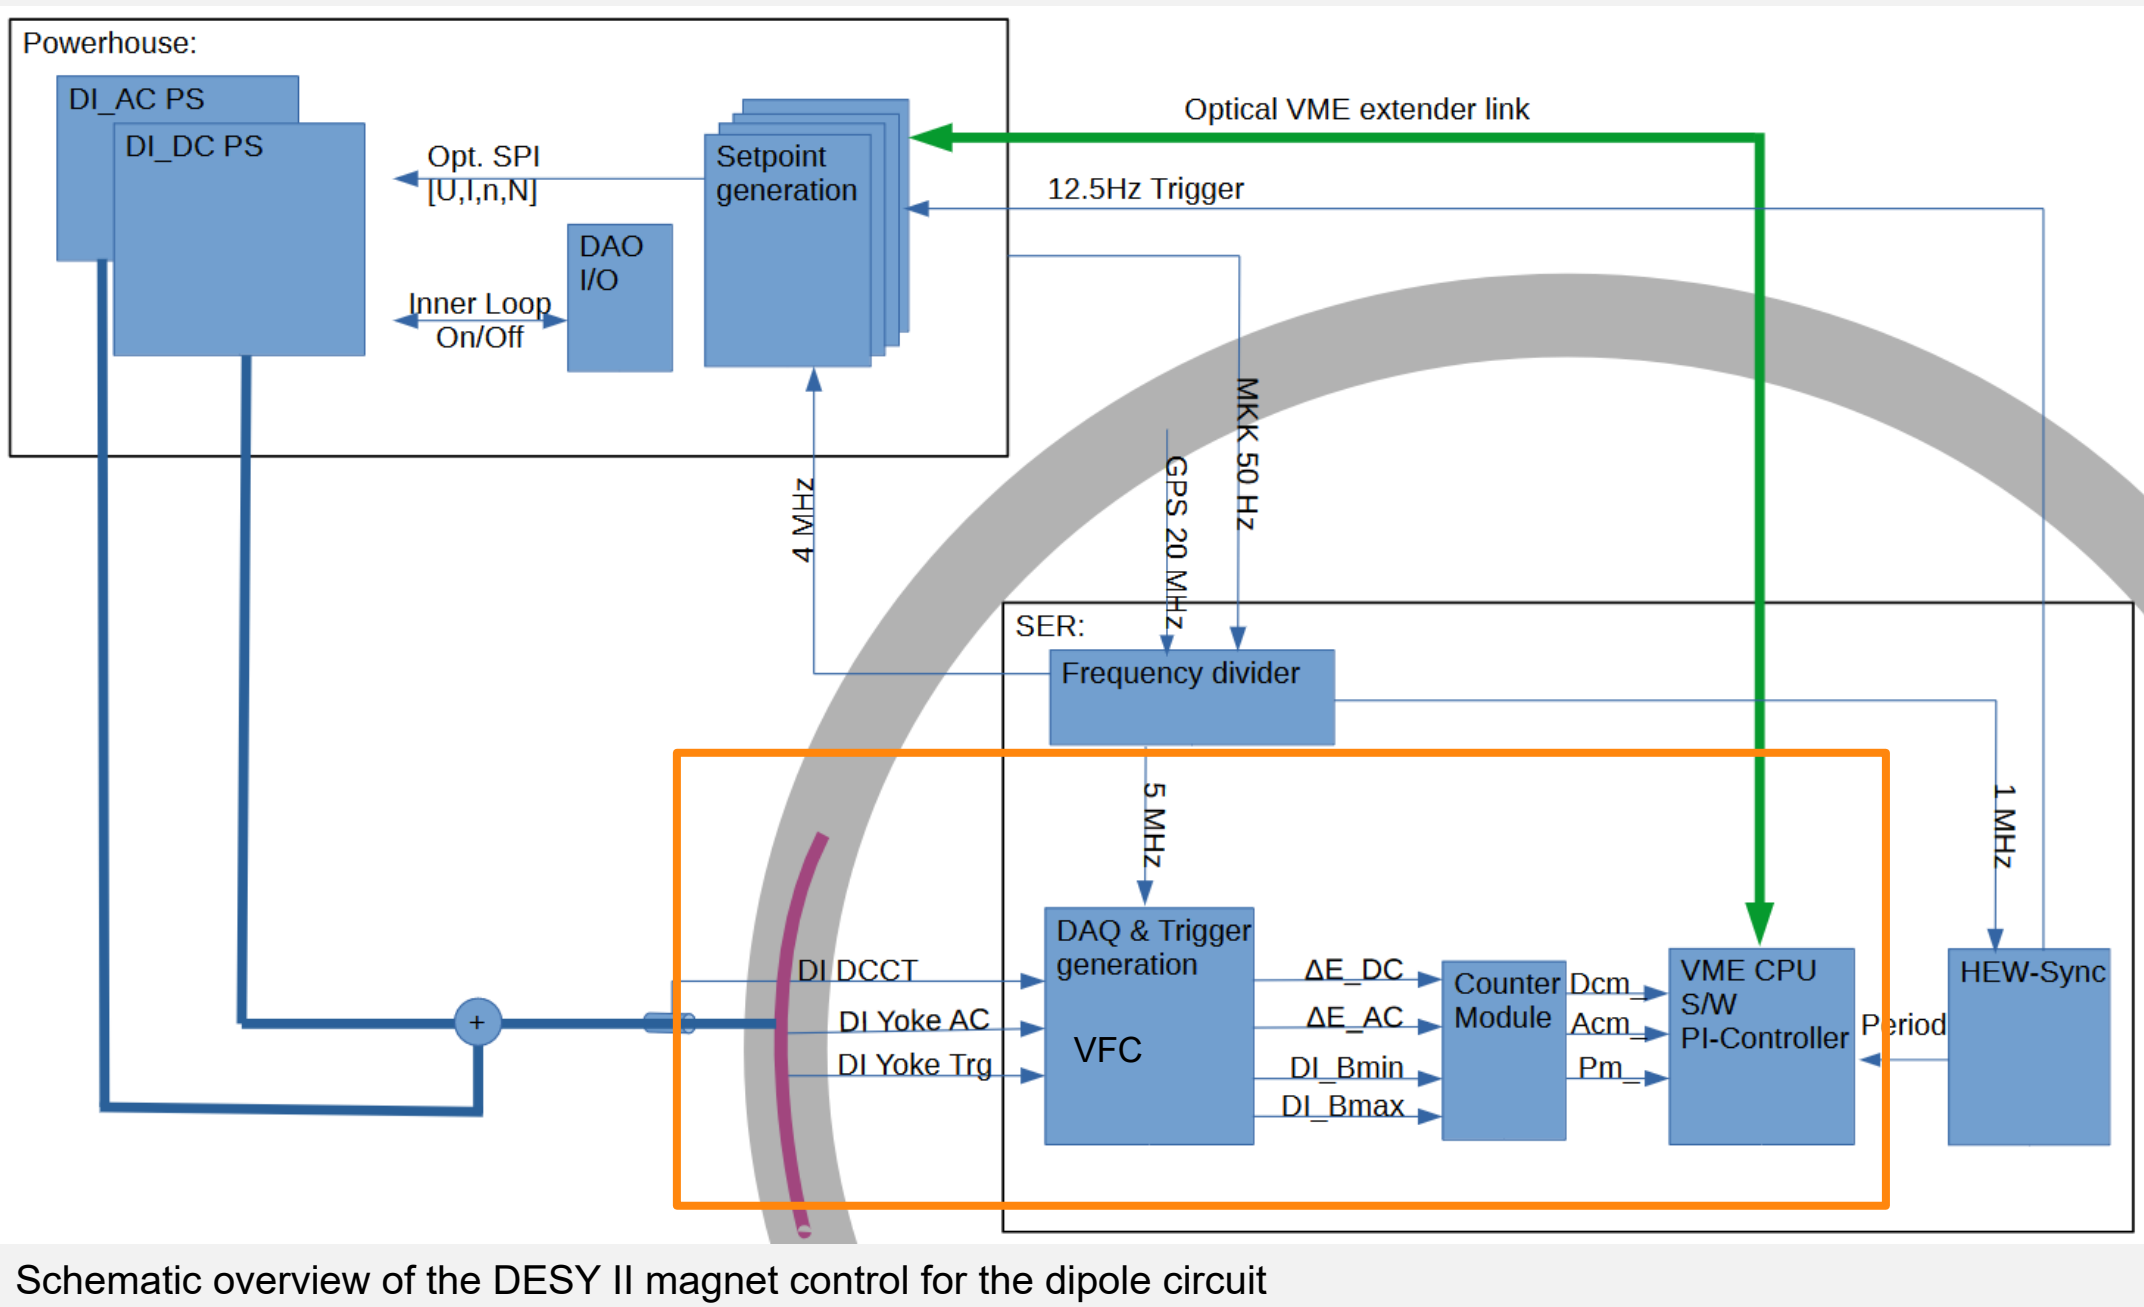 Powerhouse:
DI_AC PS
DI_DC PS
Opt. SPI
[U,I,n,N]
Inner Loop
On/Off
DAO
I/O
Setpoint
generation
Optical VME extender link
12.5Hz Trigger
MKK 50 Hz
GPS 20 MHz
4 MHz
SER:
Frequency divider
5 MHz
1 MHz
DAQ & Trigger
generation
VFC
DI DCCT
DI Yoke AC
DI Yoke Trg
+
ΔE_DC
ΔE_AC
DI_Bmin
DI_Bmax
Counter
Module
Dcm_
Acm_
Pm_
VME CPU
S/W
PI-Controller
Period
HEW-Sync
Schematic overview of the DESY II magnet control for the dipole circuit